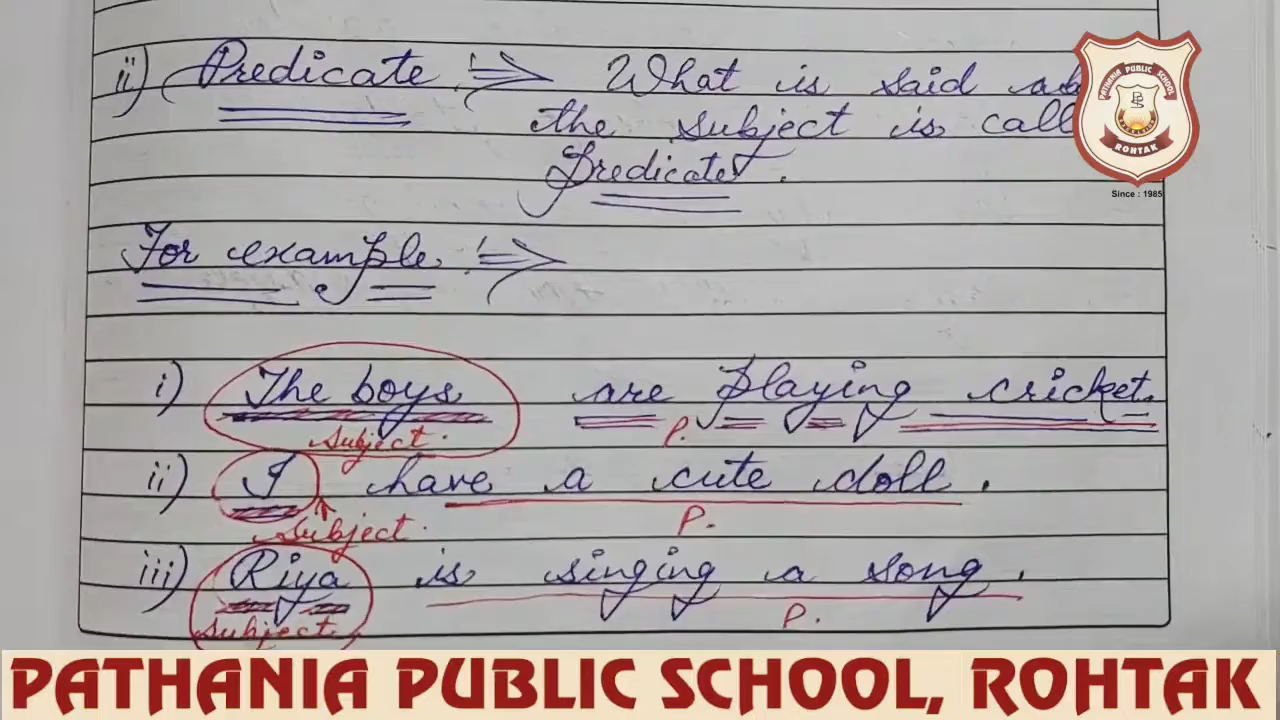 ii) Predicate :⇒ What is said
the subject is
Predicate.
For example :⇒
i) The boys are playing cricket.
Subject. P.
ii) I have a cute doll.
Subject. P.
iii) Riya is singing a song.
Subject. P.
PATHANIA PUBLIC SCHOOL
PS
ROHTAK
Since : 1985
PATHANIA PUBLIC SCHOOL, ROHTAK